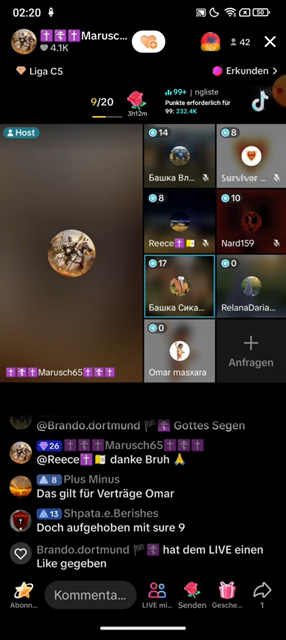 02:20
50
✝️☦️✝️Marusc...
4.1K
42
Liga C5
Erkunden >
9/20
3h12m
99+ | ngliste
Punkte erforderlich für
99: 232.4K
Host
14
Башка Вл...
8
Survivor ...
8
Reece✝️🇻🇦
10
Nard159
17
Башка Сика...
0
RelanaDaria...
0
Omar masxara
Anfragen
✝️☦️✝️Marusch65✝️☦️✝️
@Brando.dortmund 🏴☦️ Gottes Segen
26 ✝️☦️✝️Marusch65✝️☦️✝️
@Reece✝️🇻🇦 danke Bruh 🙏
8 Plus Minus
Das gilt für Verträge Omar
13 Shpata.e.Berishes
Doch aufgehoben mit sure 9
Brando.dortmund 🏴☦️ hat dem LIVE einen
Like gegeben
Kommenta...
Abonn...
LIVE mi...
Senden
Gesche...
1